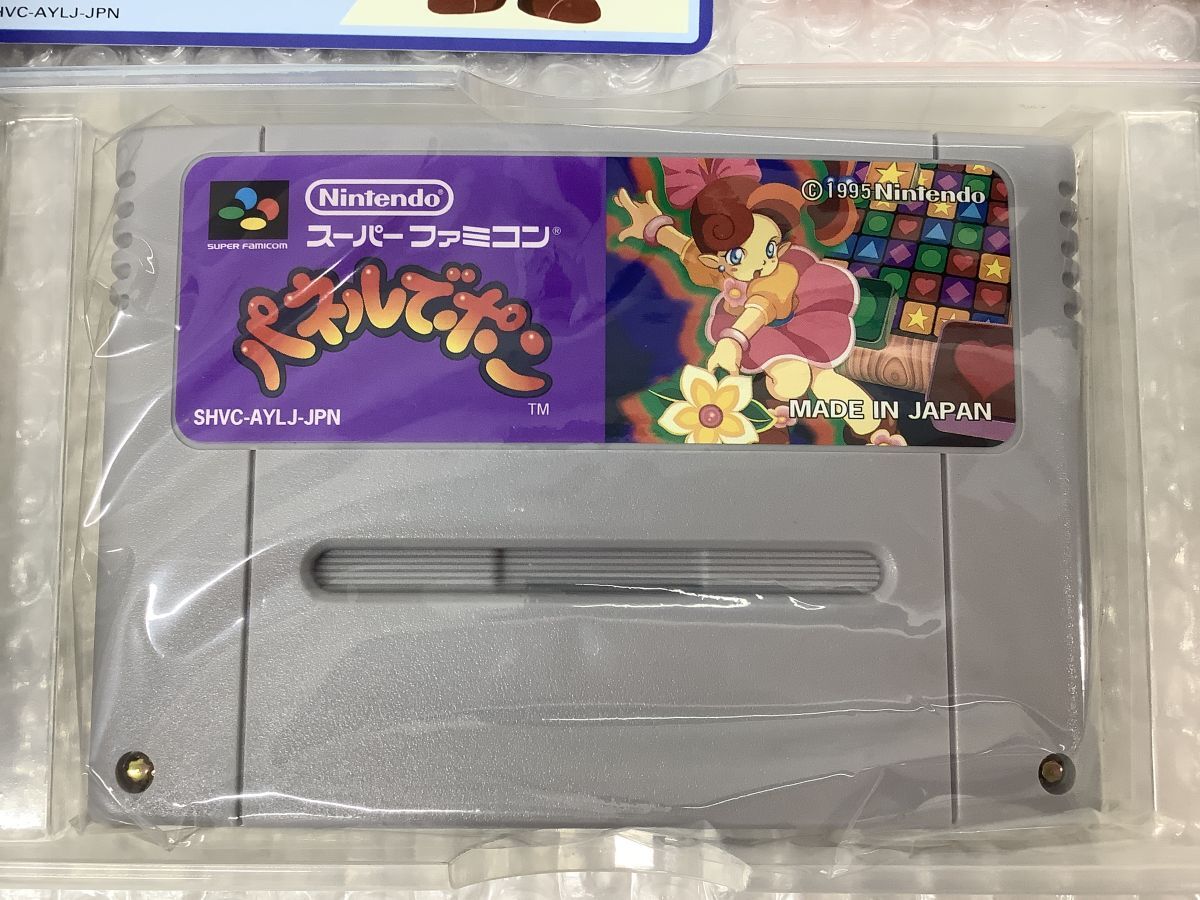 HVC-AYLJ-JPN
Nintendo®
SUPER FAMICOM
スーパーファミコン®
パネルでポン
TM
SHVC-AYLJ-JPN
©1995 Nintendo
MADE IN JAPAN